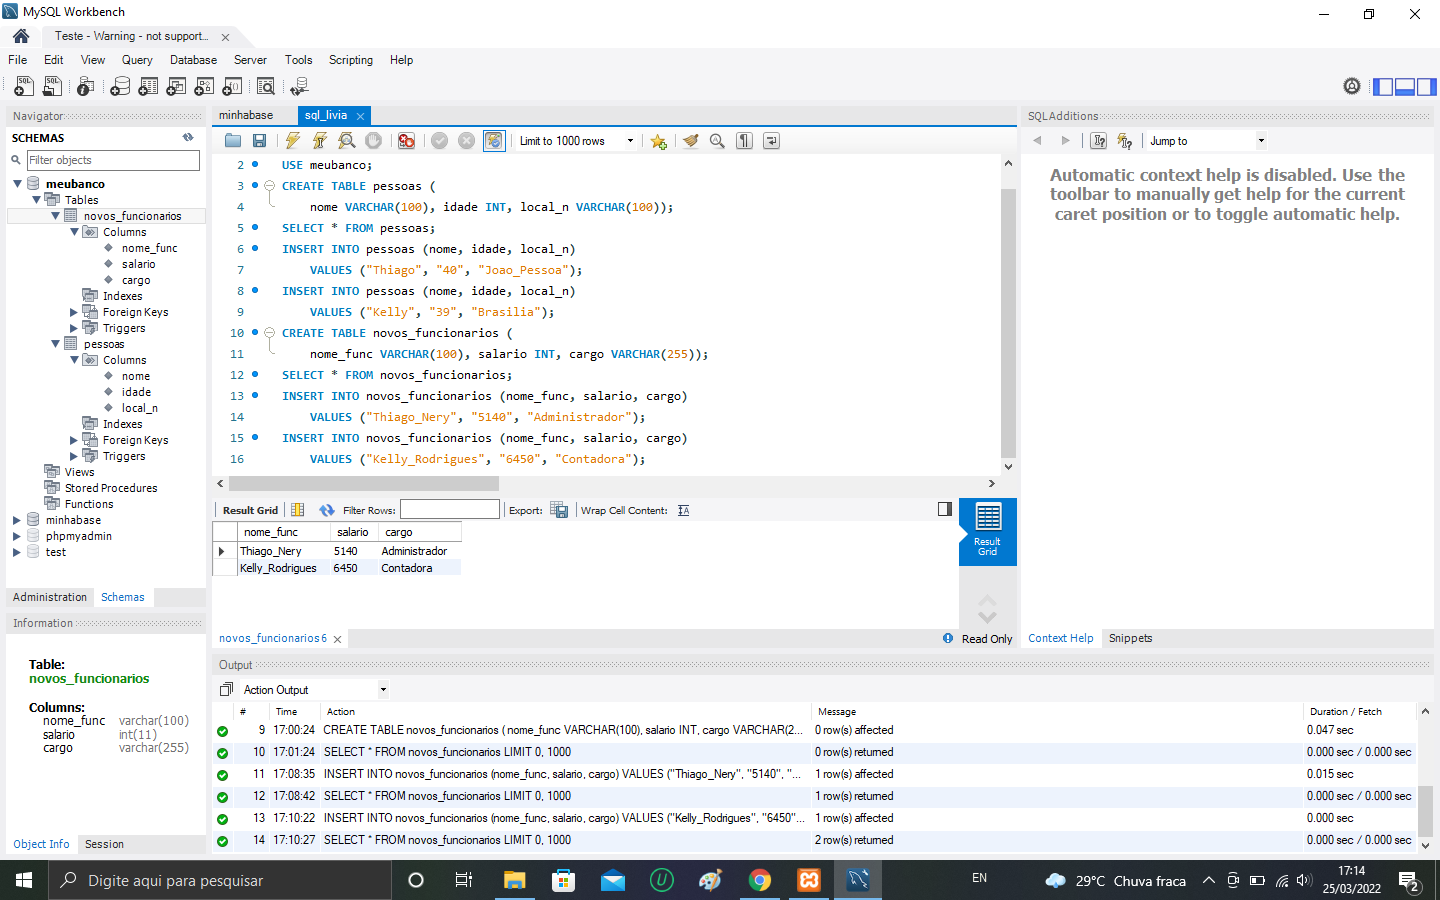 MySQL Workbench
Teste - Warning - not support...
File Edit View Query Database Server Tools Scripting Help
Navigator
SCHEMAS
Filter objects
meubanco
Tables
novos_funcionarios
Columns
nome_func
salario
cargo
Indexes
Foreign Keys
Triggers
pessoas
Columns
nome
idade
local_n
Indexes
Foreign Keys
Triggers
Views
Stored Procedures
Functions
minhabase
phpmyadmin
test
Administration Schemas
Information
Table:
novos_funcionarios
Columns:
nome_func varchar(100)
salario int(11)
cargo varchar(255)
Object Info Session
minhabase sql_livia
Limit to 1000 rows
2 USE meubanco;
3 CREATE TABLE pessoas (
4 nome VARCHAR(100), idade INT, local_n VARCHAR(100));
5 SELECT * FROM pessoas;
6 INSERT INTO pessoas (nome, idade, local_n)
7 VALUES ("Thiago", "40", "Joao_Pessoa");
8 INSERT INTO pessoas (nome, idade, local_n)
9 VALUES ("Kelly", "39", "Brasilia");
10 CREATE TABLE novos_funcionarios (
11 nome_func VARCHAR(100), salario INT, cargo VARCHAR(255));
12 SELECT * FROM novos_funcionarios;
13 INSERT INTO novos_funcionarios (nome_func, salario, cargo)
14 VALUES ("Thiago_Nery", "5140", "Administrador");
15 INSERT INTO novos_funcionarios (nome_func, salario, cargo)
16 VALUES ("Kelly_Rodrigues", "6450", "Contadora");
Result Grid Filter Rows: Export: Wrap Cell Content:
nome_func salario cargo
Thiago_Nery 5140 Administrador
Kelly_Rodrigues 6450 Contadora
Result
Grid
novos_funcionarios 6
Read Only
SQLAdditions
Jump to
Automatic context help is disabled. Use the
toolbar to manually get help for the current
caret position or to toggle automatic help.
Context Help Snippets
Output
Action Output
# Time Action Message Duration / Fetch
9 17:00:24 CREATE TABLE novos_funcionarios ( nome_func VARCHAR(100), salario INT, cargo VARCHAR(2... 0 row(s) affected 0.047 sec
10 17:01:24 SELECT * FROM novos_funcionarios LIMIT 0, 1000 0 row(s) returned 0.000 sec / 0.000 sec
11 17:08:35 INSERT INTO novos_funcionarios (nome_func, salario, cargo) VALUES ("Thiago_Nery", "5140", "... 1 row(s) affected 0.015 sec
12 17:08:42 SELECT * FROM novos_funcionarios LIMIT 0, 1000 1 row(s) returned 0.000 sec / 0.000 sec
13 17:10:22 INSERT INTO novos_funcionarios (nome_func, salario, cargo) VALUES ("Kelly_Rodrigues", "6450"... 1 row(s) affected 0.000 sec
14 17:10:27 SELECT * FROM novos_funcionarios LIMIT 0, 1000 2 row(s) returned 0.000 sec / 0.000 sec
Digite aqui para pesquisar
EN
29°C Chuva fraca
17:14
25/03/2022
2